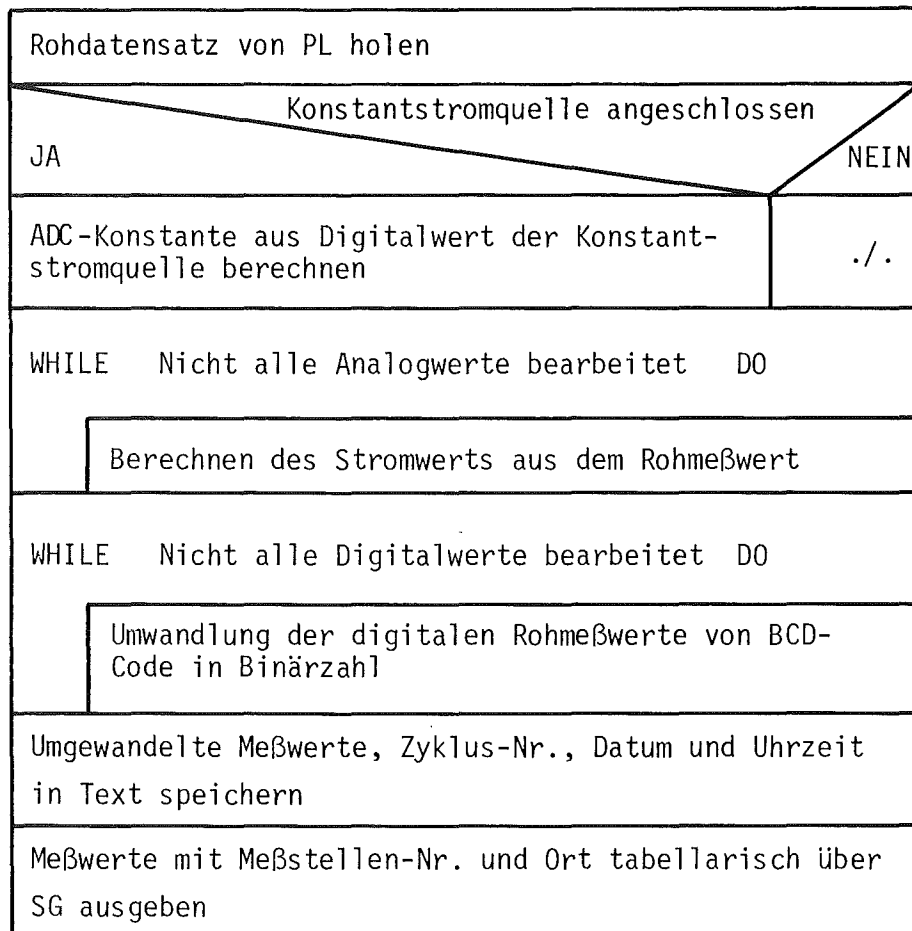 Rohdatensatz von PL holen
Konstantstromquelle angeschlossen
JA
NEIN
ADC-Konstante aus Digitalwert der Konstant-
stromquelle berechnen
./.
WHILE Nicht alle Analogwerte bearbeitet DO
Berechnen des Stromwerts aus dem Rohmeßwert
WHILE Nicht alle Digitalwerte bearbeitet DO
Umwandlung der digitalen Rohmeßwerte von BCD-
Code in Binärzahl
Umgewandelte Meßwerte, Zyklus-Nr., Datum und Uhrzeit
in Text speichern
Meßwerte mit Meßstellen-Nr. und Ort tabellarisch über
SG ausgeben